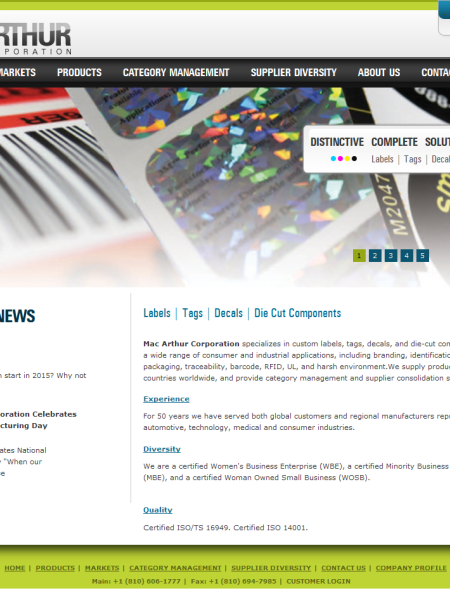 ARTHUR
PORATION
MARKETS PRODUCTS CATEGORY MANAGEMENT SUPPLIER DIVERSITY ABOUT US CONTA
DISTINCTIVE COMPLETE SOLUT
Labels | Tags | Decal
M2047
1 2 3 4 5
NEWS
n start in 2015? Why not
oration Celebrates
cturing Day
ates National
y "When our
se
Labels | Tags | Decals | Die Cut Components
Mac Arthur Corporation specializes in custom labels, tags, decals, and die-cut com
a wide range of consumer and industrial applications, including branding, identificatio
packaging, traceability, barcode, RFID, UL, and harsh environment.We supply produc
countries worldwide, and provide category management and supplier consolidation s
Experience
For 50 years we have served both global customers and regional manufacturers repr
automotive, technology, medical and consumer industries.
Diversity
We are a certified Women's Business Enterprise (WBE), a certified Minority Business
(MBE), and a certified Woman Owned Small Business (WOSB).
Quality
Certified ISO/TS 16949. Certified ISO 14001.
HOME | PRODUCTS | MARKETS | CATEGORY MANAGEMENT | SUPPLIER DIVERSITY | CONTACT US | COMPANY PROFILE
Main: +1 (810) 606-1777 | Fax: +1 (810) 694-7985 | CUSTOMER LOGIN